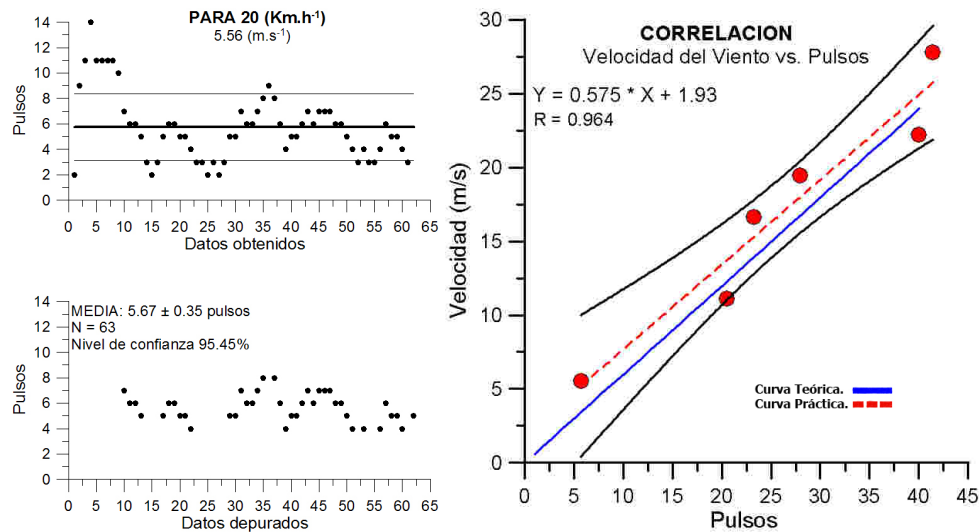 PARA 20 (Km.h-1)
5.56 (m.s-1)
Pulsos
14
12
10
8
6
4
2
0
0 5 10 15 20 25 30 35 40 45 50 55 60 65
Datos obtenidos
MEDIA: 5.67 ± 0.35 pulsos
N = 63
Nivel de confianza 95.45%
Pulsos
14
12
10
8
6
4
2
0
0 5 10 15 20 25 30 35 40 45 50 55 60 65
Datos depurados
CORRELACION
Velocidad del Viento vs. Pulsos
Y = 0.575 * X + 1.93
R = 0.964
Velocidad (m/s)
30
25
20
15
10
5
0
Curva Teórica.
Curva Práctica.
0 5 10 15 20 25 30 35 40 45
Pulsos